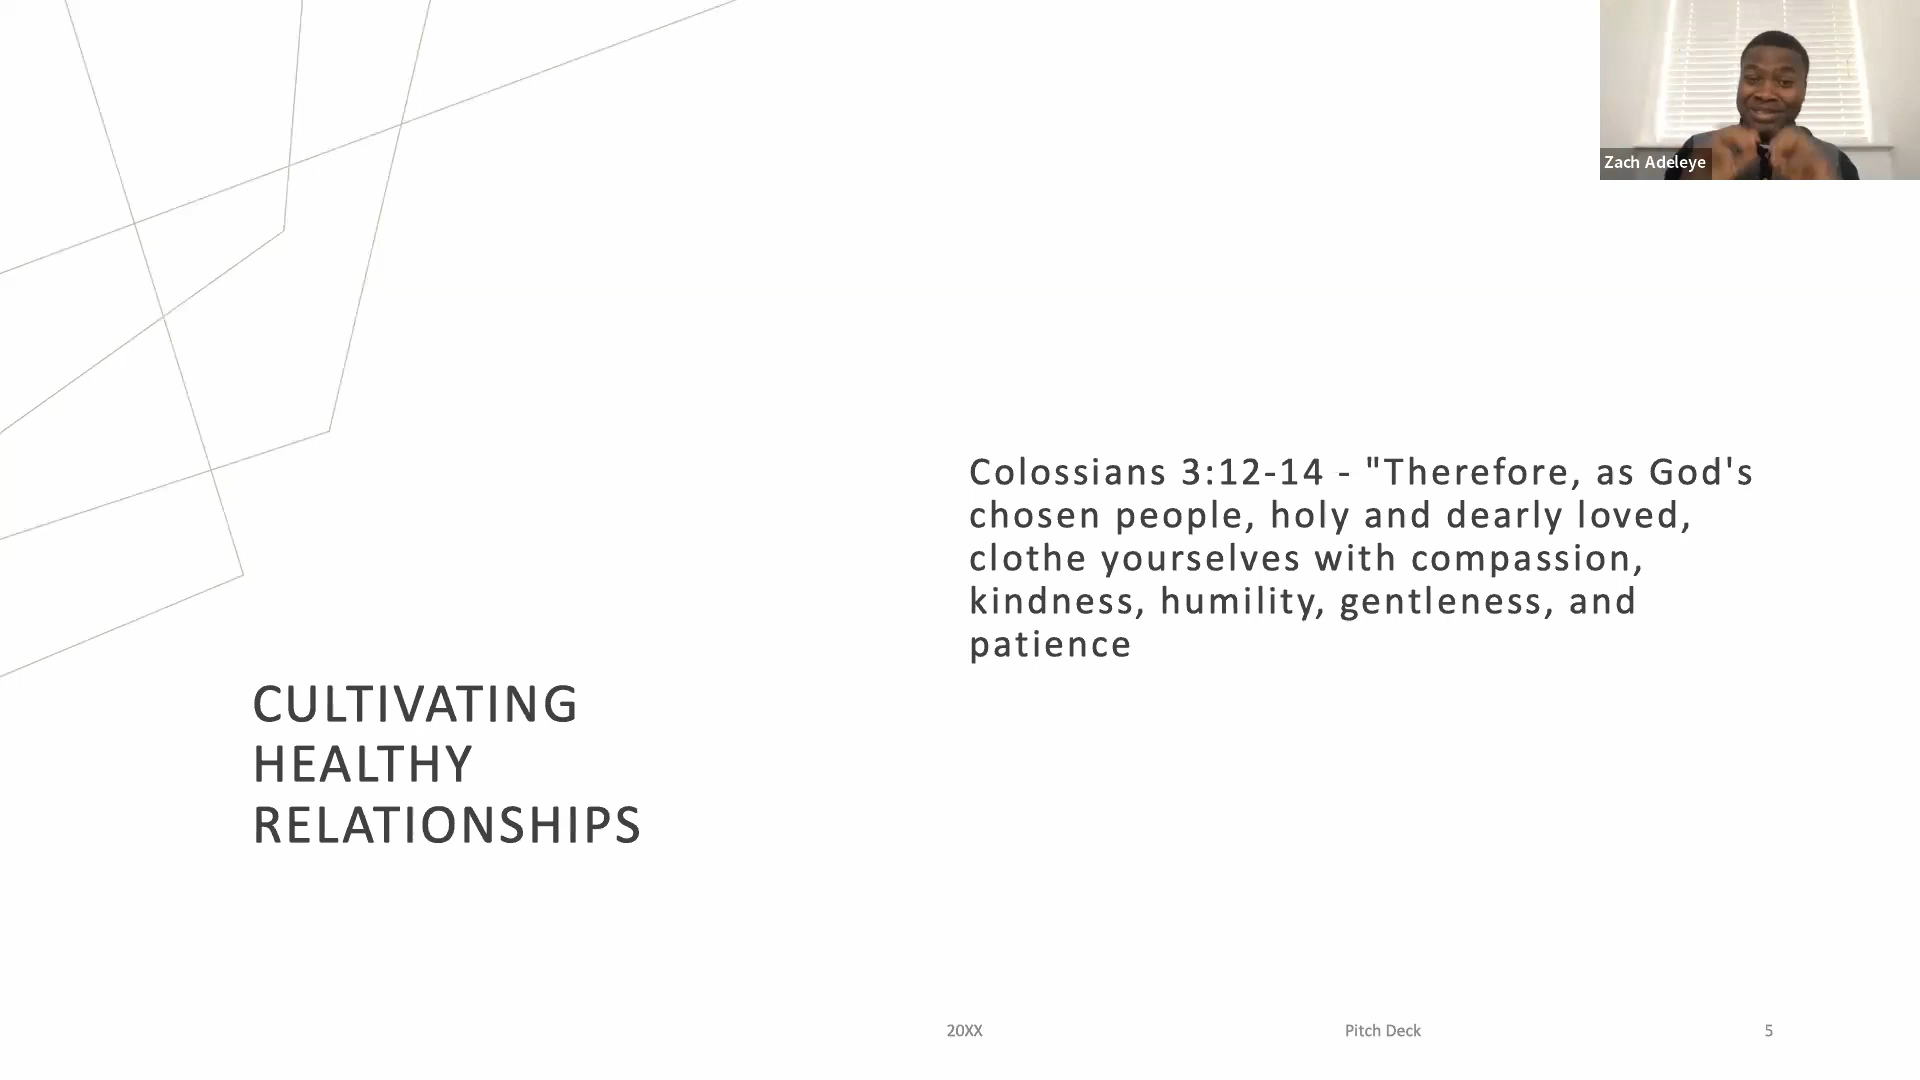 Zach Adeleye
Colossians 3:12-14 - "Therefore, as God's
chosen people, holy and dearly loved,
clothe yourselves with compassion,
kindness, humility, gentleness, and
patience
CULTIVATING
HEALTHY
RELATIONSHIPS
20XX
Pitch Deck
5